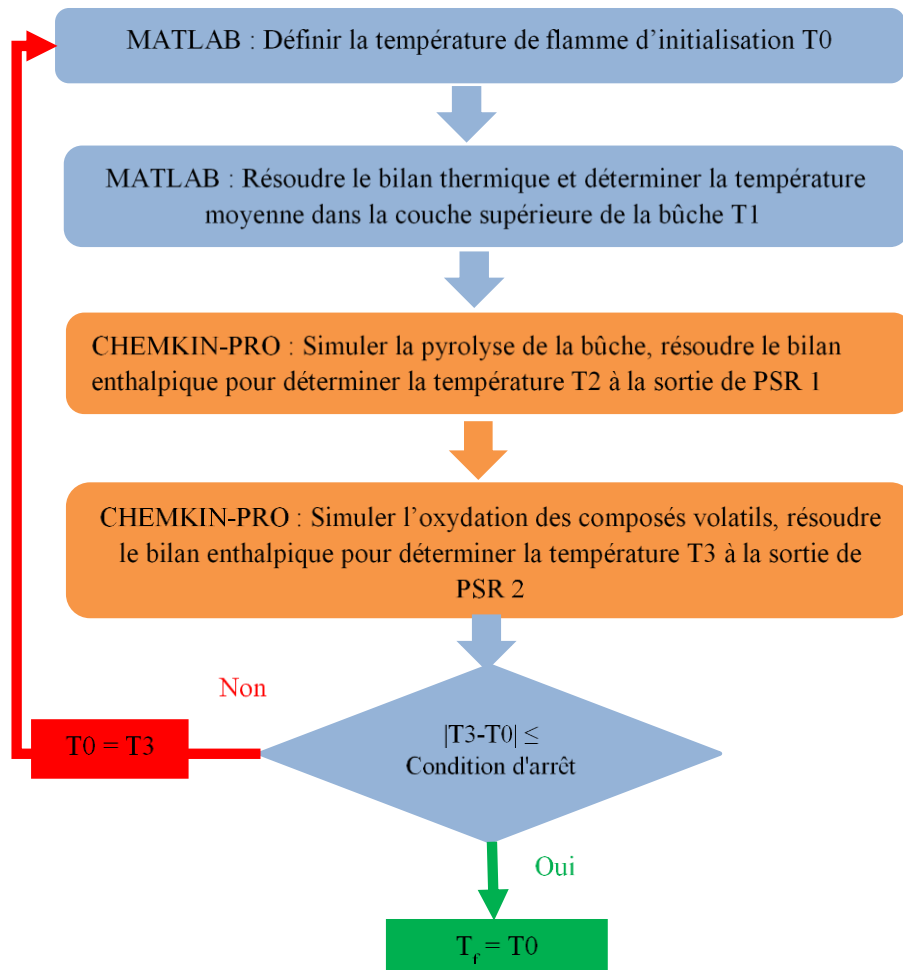 MATLAB : Définir la température de flamme d’initialisation T0
MATLAB : Résoudre le bilan thermique et déterminer la température
moyenne dans la couche supérieure de la bûche T1
CHEMKIN-PRO : Simuler la pyrolyse de la bûche, résoudre le bilan
enthalpique pour déterminer la température T2 à la sortie de PSR 1
CHEMKIN-PRO : Simuler l’oxydation des composés volatils, résoudre
le bilan enthalpique pour déterminer la température T3 à la sortie de
PSR 2
Non
T0 = T3
|T3-T0| ≤
Condition d'arrêt
Oui
T_f = T0